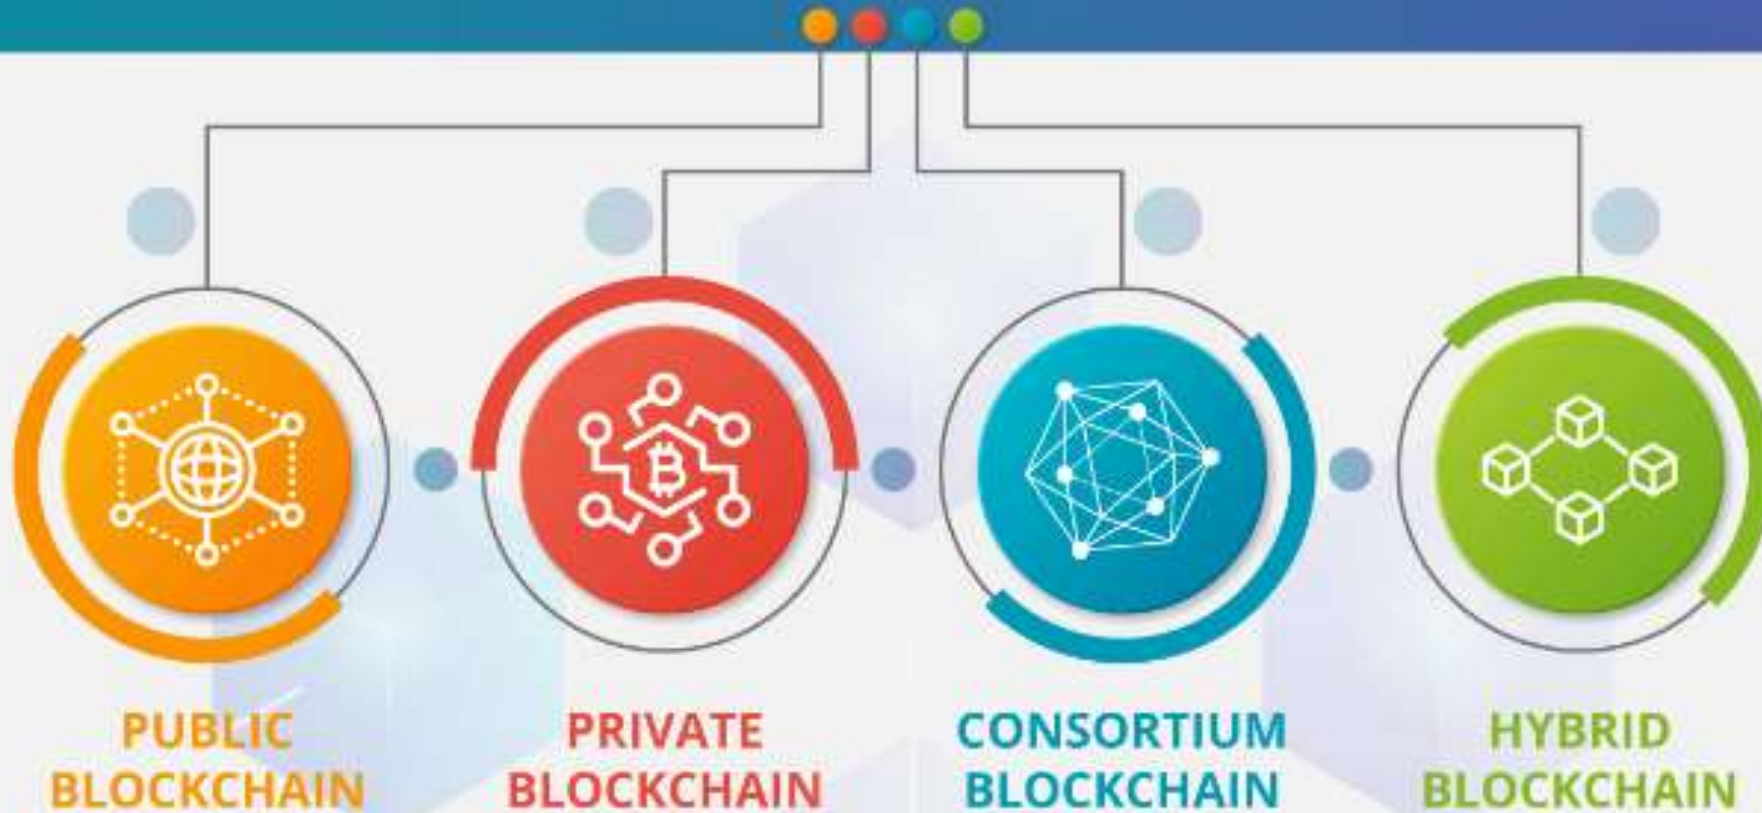 PUBLIC
BLOCKCHAIN
PRIVATE
BLOCKCHAIN
CONSORTIUM
BLOCKCHAIN
HYBRID
BLOCKCHAIN